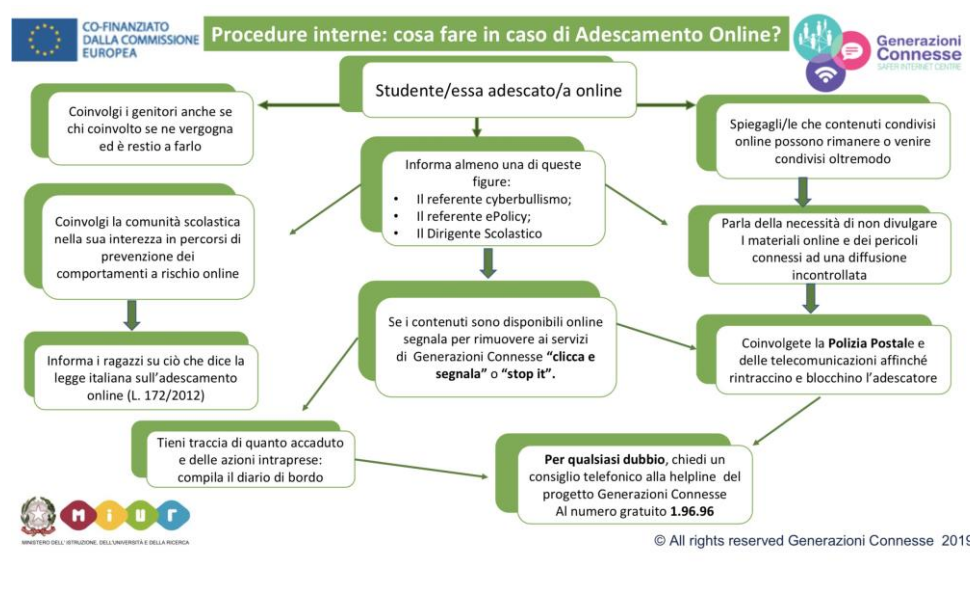 CO-FINANZIATO
DALLA COMMISSIONE
EUROPEA
Procedure interne: cosa fare in caso di Adescamento Online?
Generazioni
Connesse
SAFER INTERNET CENTRE
Studente/essa adescato/a online
Coinvolgi i genitori anche se
chi coinvolto se ne vergogna
ed è restio a farlo
Informa almeno una di queste
figure:
• Il referente cyberbullismo;
• Il referente ePolicy;
• Il Dirigente Scolastico
Spiegagli/le che contenuti condivisi
online possono rimanere o venire
condivisi oltremodo
Coinvolgi la comunità scolastica
nella sua interezza in percorsi di
prevenzione dei
comportamenti a rischio online
Parla della necessità di non divulgare
I materiali online e dei pericoli
connessi ad una diffusione
incontrollata
Se i contenuti sono disponibili online
segnala per rimuovere ai servizi
di Generazioni Connesse “clicca e
segnala” o “stop it”.
Informa i ragazzi su ciò che dice la
legge italiana sull’adescamento
online (L. 172/2012)
Coinvolgete la Polizia Postale e
delle telecomunicazioni affinché
rintraccino e blocchino l’adescatore
Tieni traccia di quanto accaduto
e delle azioni intraprese:
compila il diario di bordo
Per qualsiasi dubbio, chiedi un
consiglio telefonico alla helpline del
progetto Generazioni Connesse
Al numero gratuito 1.96.96
miur
MINISTERO DELL' ISTRUZIONE, DELL'UNIVERSITÀ E DELLA RICERCA
© All rights reserved Generazioni Connesse 2019